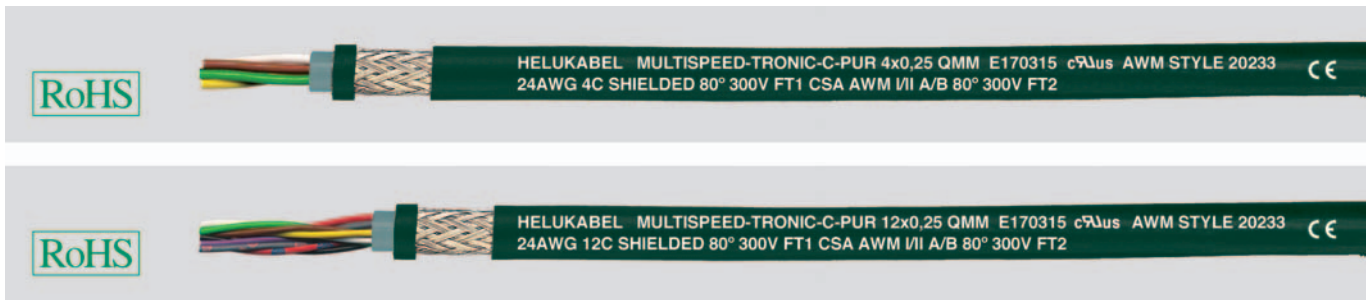 HELUKABEL MULTISPEED-TRONIC-C-PUR 4x0,25 QMM E170315 cRUus AWM STYLE 20233
24AWG 4C SHIELDED 80° 300V FT1 CSA AWM I/II A/B 80° 300V FT2
CE
RoHS
HELUKABEL MULTISPEED-TRONIC-C-PUR 12x0,25 QMM E170315 cRUus AWM STYLE 20233
24AWG 12C SHIELDED 80° 300V FT1 CSA AWM I/II A/B 80° 300V FT2
CE
RoHS